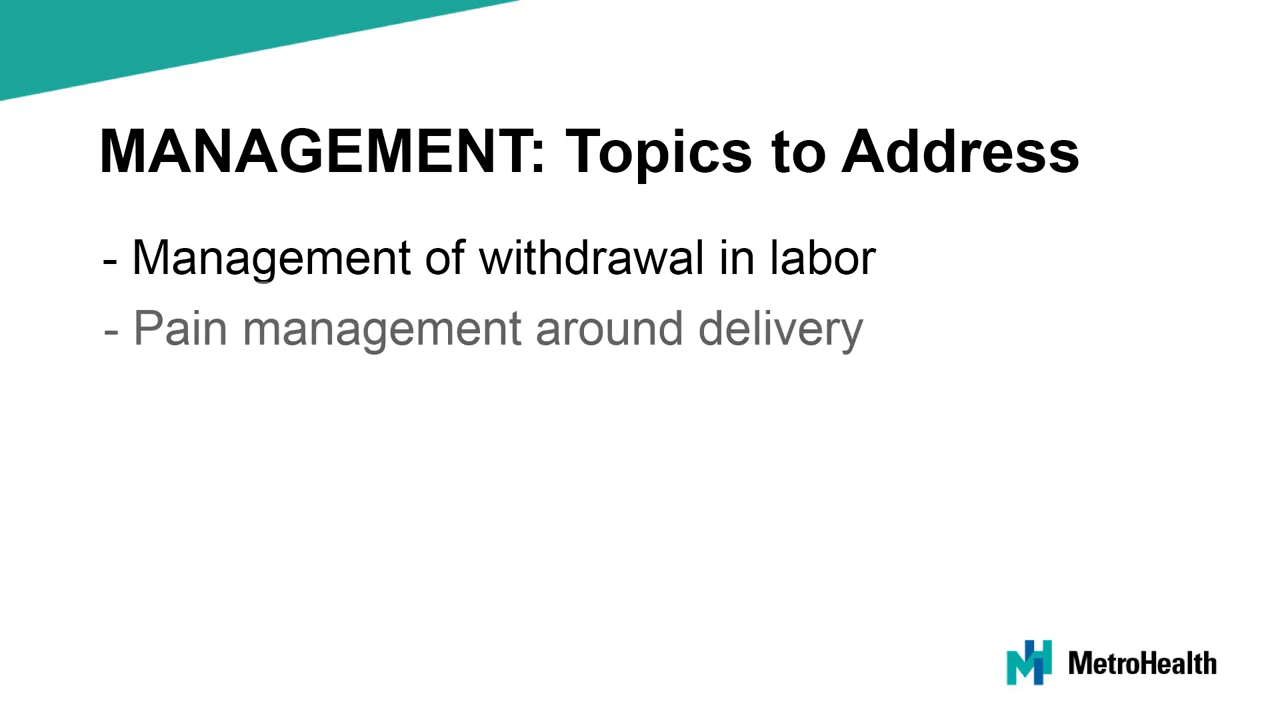 MANAGEMENT: Topics to Address
- Management of withdrawal in labor
- Pain management around delivery
MetroHealth